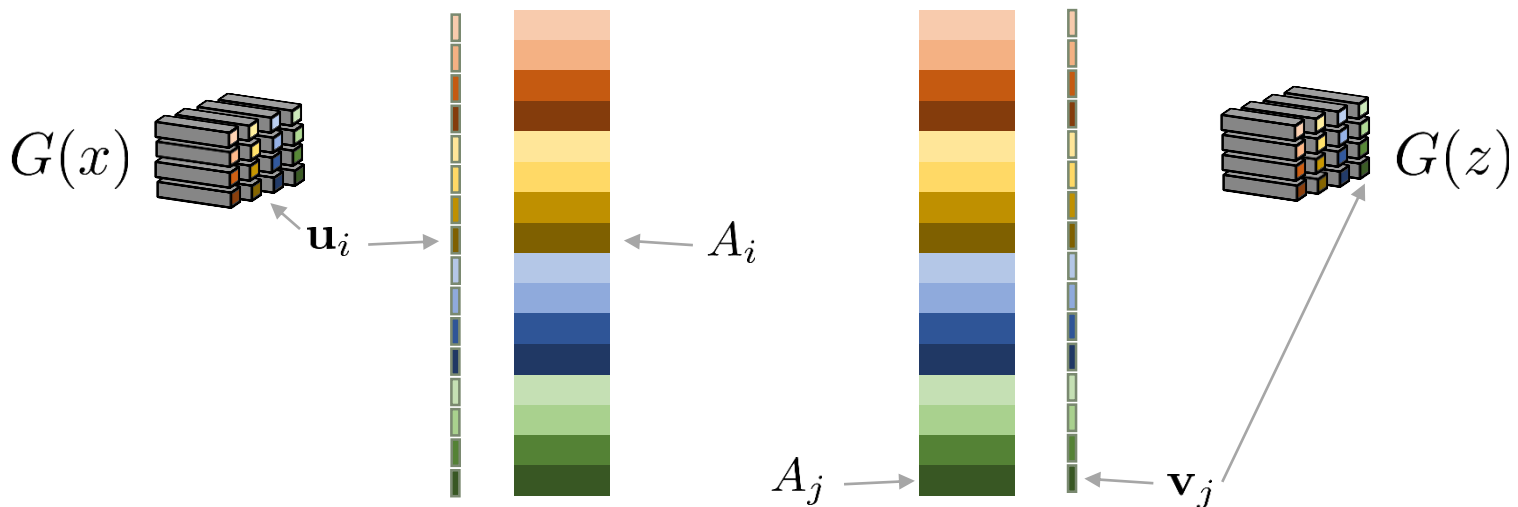 G(x)
u_i
A_i
A_j
v_j
G(z)